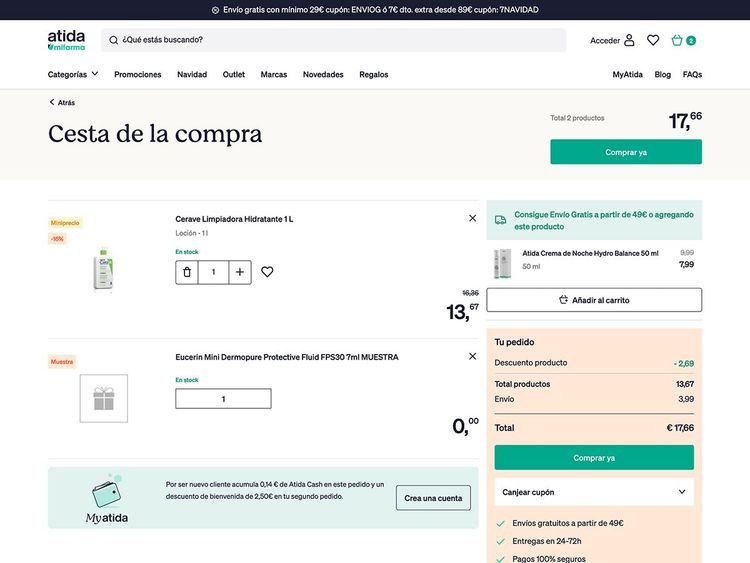 Envío gratis con mínimo 29€ cupón: ENVIOG ó 7€ dto. extra desde 89€ cupón: 7NAVIDAD
atida
mifarma
¿Qué estás buscando?
Acceder
2
Categorías
Promociones
Navidad
Outlet
Marcas
Novedades
Regalos
MyAtida
Blog
FAQs
Atrás
Cesta de la compra
Total 2 productos
17,66
Comprar ya
Miniprecio
-16%
Cerave Limpiadora Hidratante 1 L
Loción - 1 l
En stock
1
16,36
13,67
Muestra
Eucerin Mini Dermopure Protective Fluid FPS30 7ml MUESTRA
En stock
1
0,00
Myatida
Por ser nuevo cliente acumula 0,14 € de Atida Cash en este pedido y un
descuento de bienvenida de 2,50€ en tu segundo pedido.
Crea una cuenta
Consigue Envío Gratis a partir de 49€ o agregando
este producto
Atida Crema de Noche Hydro Balance 50 ml
9,99
50 ml
7,99
Añadir al carrito
Tu pedido
Descuento producto
- 2,69
Total productos
13,67
Envío
3,99
Total
€ 17,66
Comprar ya
Canjear cupón
Envíos gratuitos a partir de 49€
Entregas en 24-72h
Pagos 100% seguros